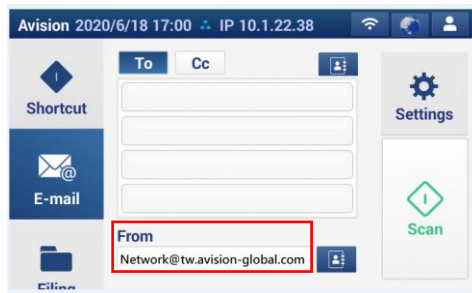 Avision 2020/6/18 17:00 IP 10.1.22.38
To Cc
Shortcut
Settings
E-mail
Scan
From
Network@tw.avision-global.com
Filing